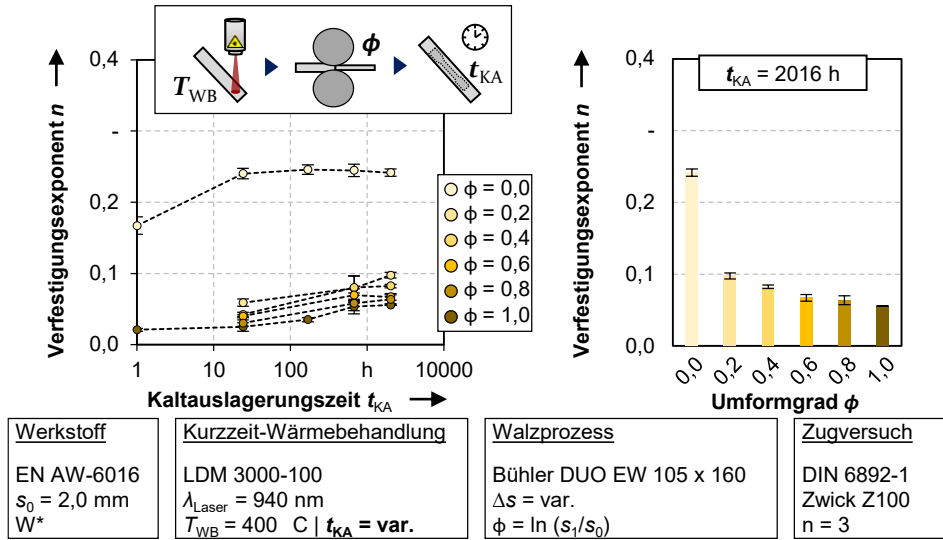 T_WB
ϕ
t_KA
Verfestigungsexponent n
0,4
-
0,2
0,1
0,0
1
10
100
h
10000
Kaltauslagerungszeit t_KA
ϕ = 0,0
ϕ = 0,2
ϕ = 0,4
ϕ = 0,6
ϕ = 0,8
ϕ = 1,0
Verfestigungsexponent n
0,4
-
0,2
0,1
0,0
t_KA = 2016 h
0,0
0,2
0,4
0,6
0,8
1,0
Umformgrad ϕ
Werkstoff
EN AW-6016
s_0 = 2,0 mm
W*
Kurzzeit-Wärmebehandlung
LDM 3000-100
λ_Laser = 940 nm
T_WB = 400 C | t_KA = var.
Walzprozess
Bühler DUO EW 105 x 160
Δs = var.
ϕ = ln (s_1/s_0)
Zugversuch
DIN 6892-1
Zwick Z100
n = 3